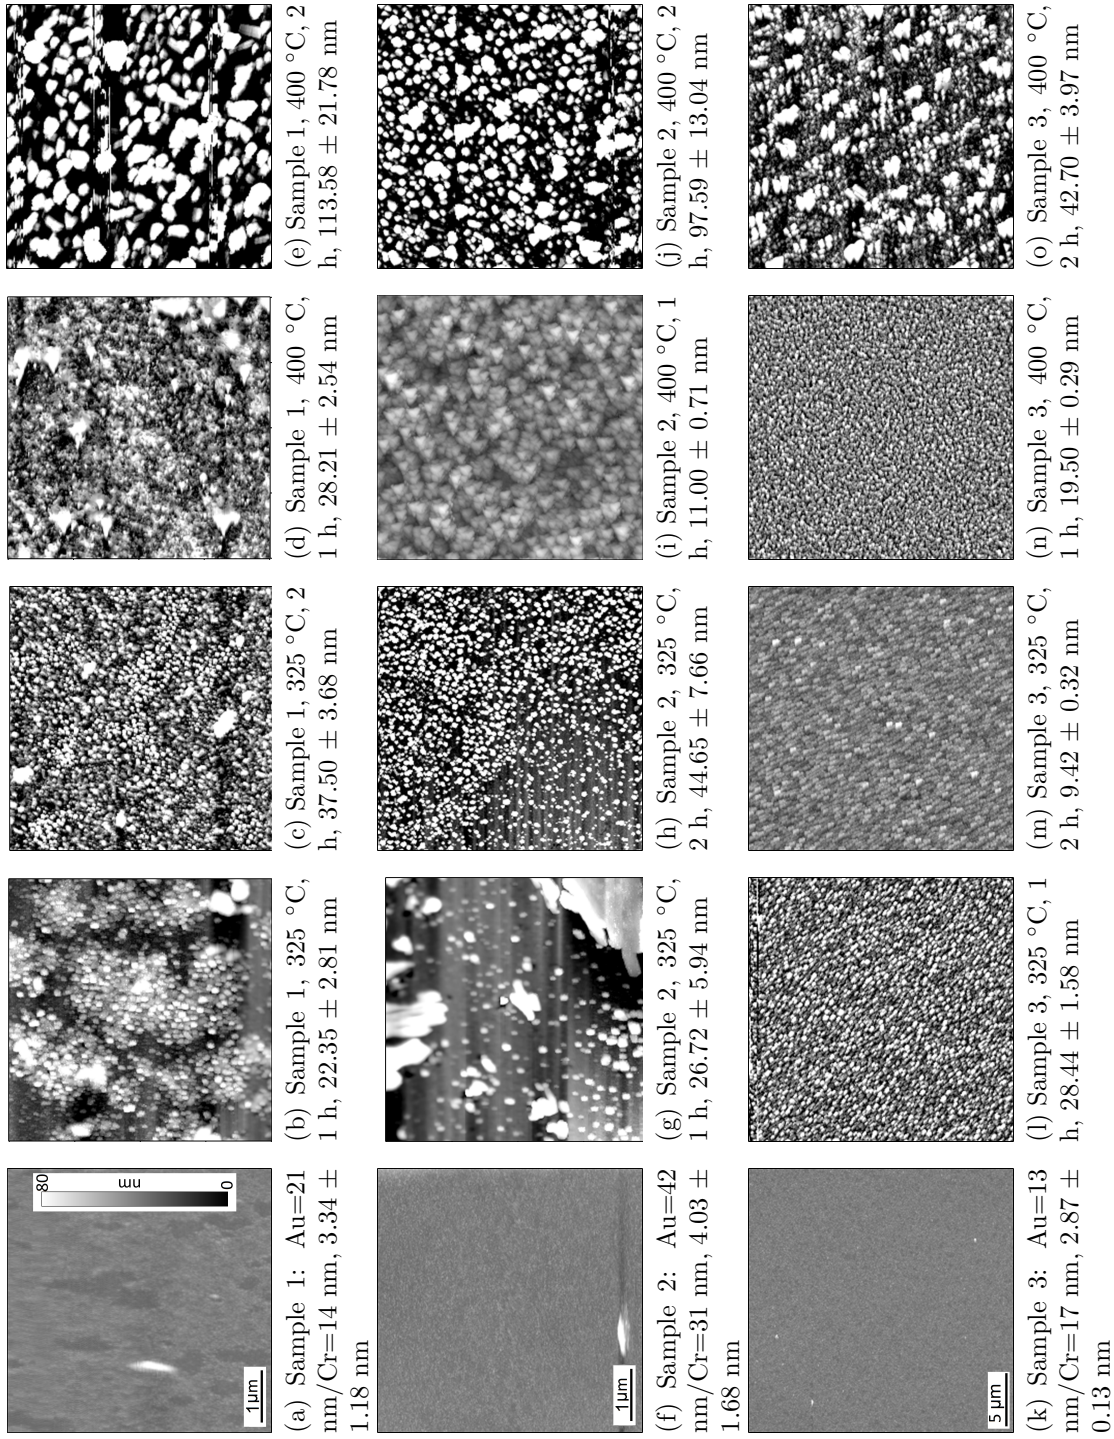 80
nm
0
1μm
(a) Sample 1: Au=21
nm/Cr=14 nm, 3.34 ±
1.18 nm
(b) Sample 1, 325 °C,
1 h, 22.35 ± 2.81 nm
(c) Sample 1, 325 °C, 2
h, 37.50 ± 3.68 nm
(d) Sample 1, 400 °C,
1 h, 28.21 ± 2.54 nm
(e) Sample 1, 400 °C, 2
h, 113.58 ± 21.78 nm
1μm
(f) Sample 2: Au=42
nm/Cr=31 nm, 4.03 ±
1.68 nm
(g) Sample 2, 325 °C,
1 h, 26.72 ± 5.94 nm
(h) Sample 2, 325 °C,
2 h, 44.65 ± 7.66 nm
(i) Sample 2, 400 °C, 1
h, 11.00 ± 0.71 nm
(j) Sample 2, 400 °C, 2
h, 97.59 ± 13.04 nm
5 μm
(k) Sample 3: Au=13
nm/Cr=17 nm, 2.87 ±
0.13 nm
(l) Sample 3, 325 °C, 1
h, 28.44 ± 1.58 nm
(m) Sample 3, 325 °C,
2 h, 9.42 ± 0.32 nm
(n) Sample 3, 400 °C,
1 h, 19.50 ± 0.29 nm
(o) Sample 3, 400 °C,
2 h, 42.70 ± 3.97 nm